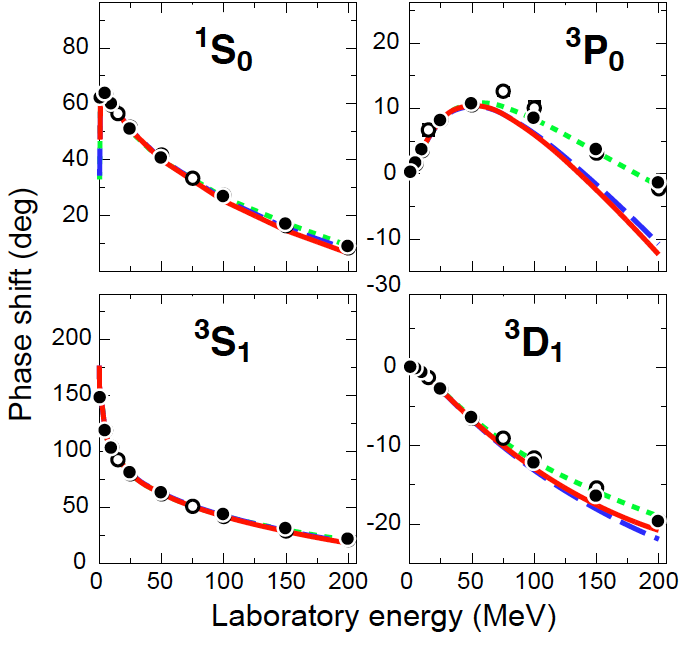 80
60
40
20
¹S₀
20
10
0
-10
-30
³P₀
Phase shift (deg)
200
150
100
50
0
³S₁
0
-10
-20
³D₁
0 50 100 150 200
0 50 100 150 200
Laboratory energy (MeV)